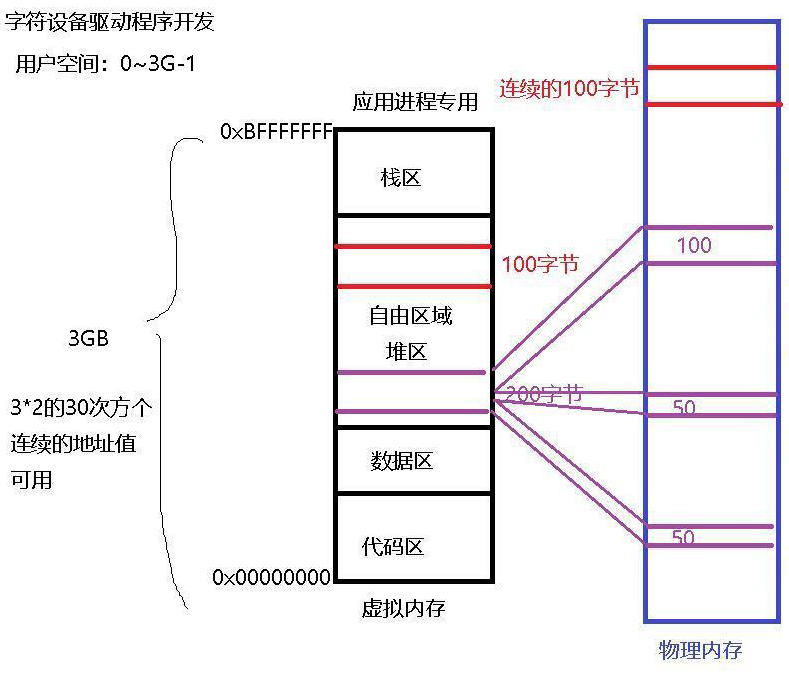 字符设备驱动程序开发
用户空间：0~3G-1
应用进程专用
0xBFFFFFFF
栈区
连续的100字节
100
100字节
自由区域
堆区
3GB
200字节
50
3*2的30次方个
连续的地址值
可用
数据区
50
代码区
0x00000000
虚拟内存
物理内存